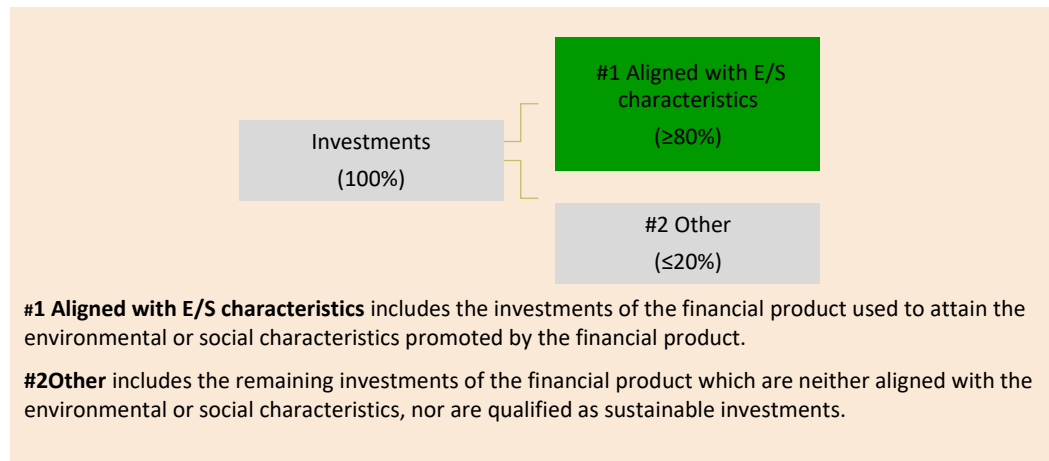 #1 Aligned with E/S
characteristics
(≥80%)
Investments
(100%)
#2 Other
(≤20%)
#1 Aligned with E/S characteristics includes the investments of the financial product used to attain the
environmental or social characteristics promoted by the financial product.
#2Other includes the remaining investments of the financial product which are neither aligned with the
environmental or social characteristics, nor are qualified as sustainable investments.